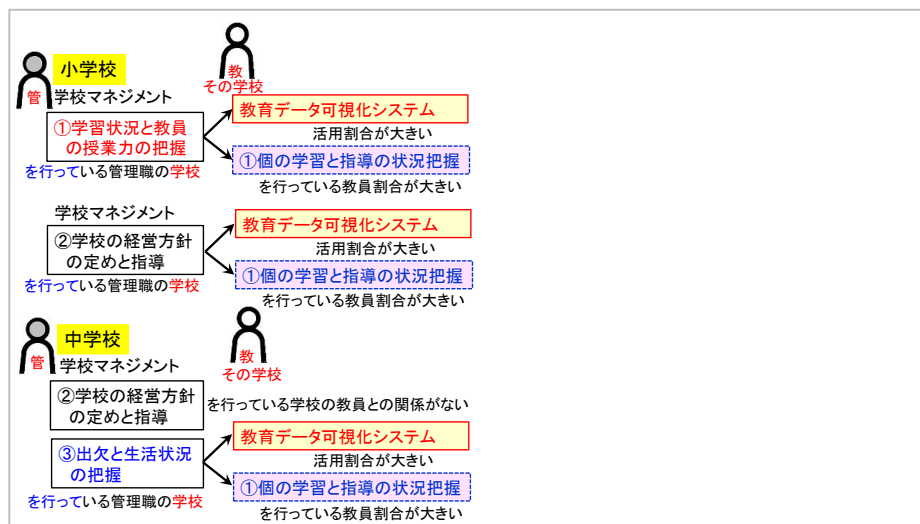 小学校
教
その学校
管
学校マネジメント
①学習状況と教員
の授業力の把握
を行っている管理職の学校
教育データ可視化システム
活用割合が大きい
①個の学習と指導の状況把握
を行っている教員割合が大きい
学校マネジメント
②学校の経営方針
の定めと指導
を行っている管理職の学校
教育データ可視化システム
活用割合が大きい
①個の学習と指導の状況把握
を行っている教員割合が大きい
中学校
管
学校マネジメント
教
その学校
②学校の経営方針
の定めと指導
を行っている学校の教員との関係がない
③出欠と生活状況
の把握
を行っている管理職の学校
教育データ可視化システム
活用割合が大きい
①個の学習と指導の状況把握
を行っている教員割合が大きい